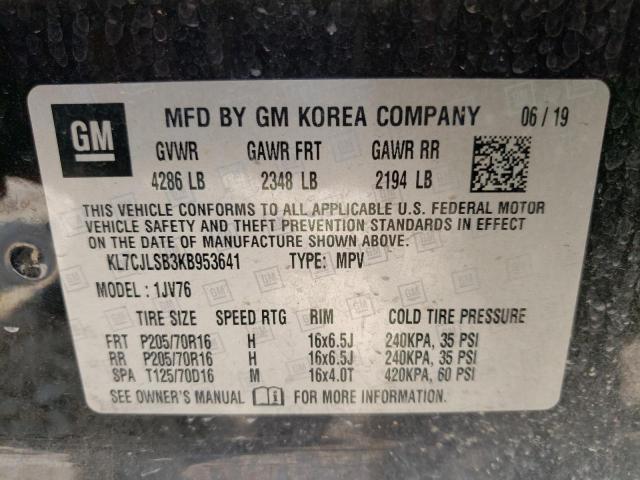 GM MFD BY GM KOREA COMPANY 06/19
GVWR GAWR FRT GAWR RR
4286 LB 2348 LB 2194 LB
THIS VEHICLE CONFORMS TO ALL APPLICABLE U.S. FEDERAL MOTOR
VEHICLE SAFETY AND THEFT PREVENTION STANDARDS IN EFFECT
ON THE DATE OF MANUFACTURE SHOWN ABOVE.
KL7CJLSB3KB953641 TYPE: MPV
MODEL: 1JV76
TIRE SIZE SPEED RTG RIM COLD TIRE PRESSURE
FRT P205/70R16 H 16x6.5J 240KPA, 35 PSI
RR P205/70R16 H 16x6.5J 240KPA, 35 PSI
SPA T125/70D16 M 16x4.0T 420KPA, 60 PSI
SEE OWNER'S MANUAL FOR MORE INFORMATION